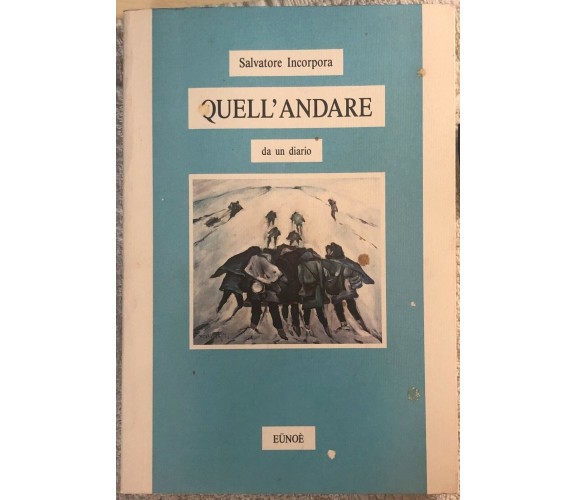 Salvatore Incorpora
QUELL'ANDARE
da un diario
EÜNOÈ